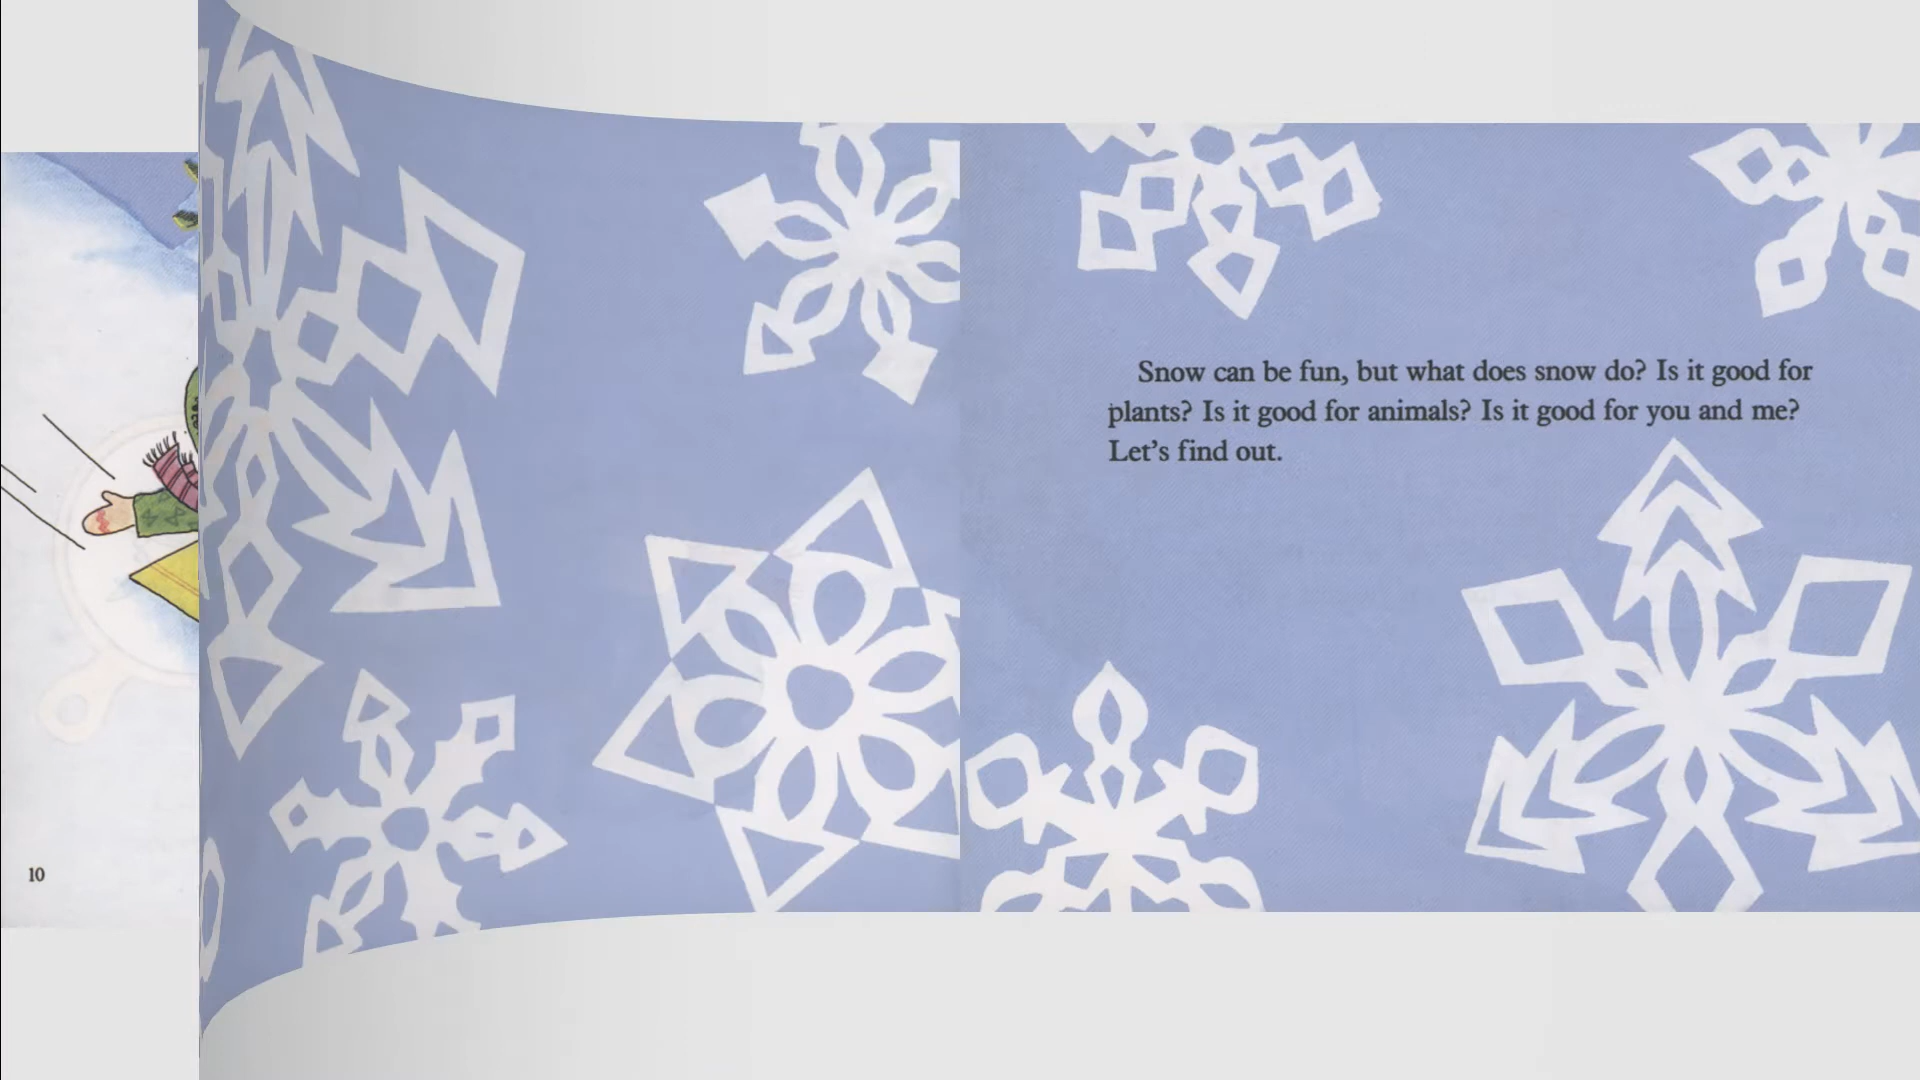 10
Snow can be fun, but what does snow do? Is it good for
plants? Is it good for animals? Is it good for you and me?
Let's find out.